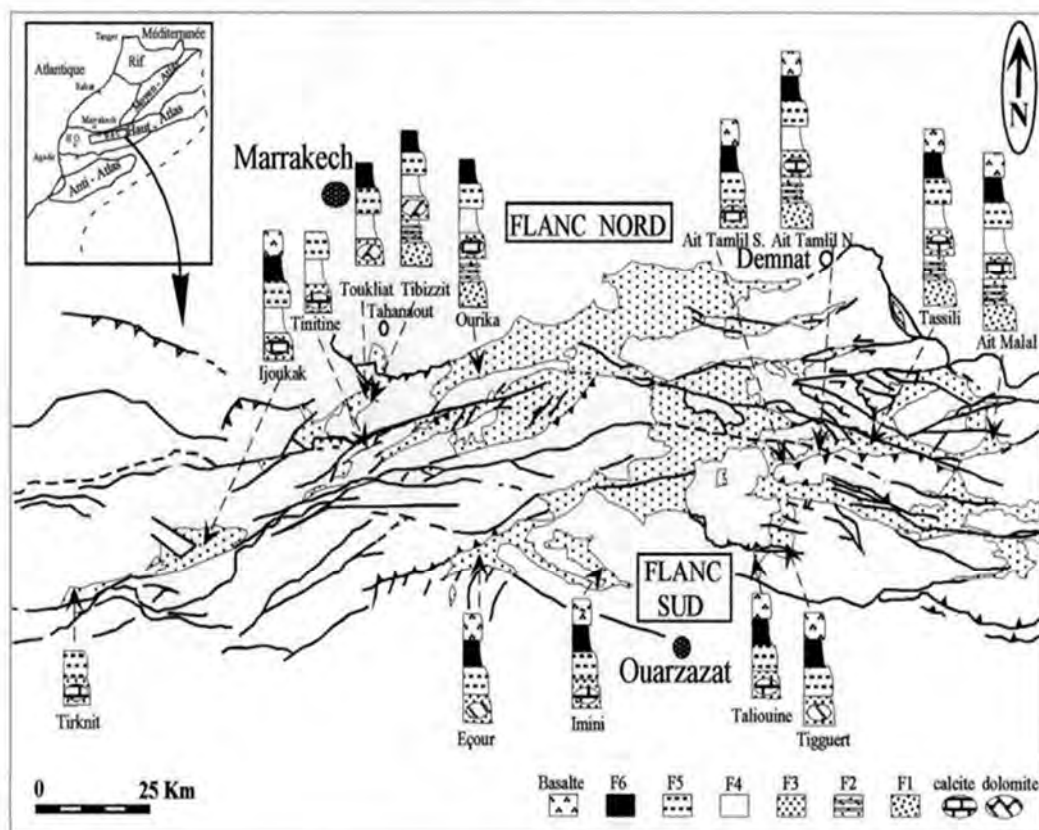 Tanger Méditerranée
Rif
Atlantique
Rabat
Moyen-Atlas
Marrakech
Haut-Atlas
Agadir
Anti-Atlas
N
Marrakech
FLANC NORD
Ait Tamlil S. Ait Tamlil N.
Demnat
Toukliat Tibizzit
Tahanaout
Ourika
Tinitine
Tassili
Ait Malal
Ijoukak
FLANC
SUD
Ouarzazat
Tirknit
Eçour
Imini
Taliouine
Tigguert
0 25 Km
Basalte F6 F5 F4 F3 F2 F1 calcite dolomite